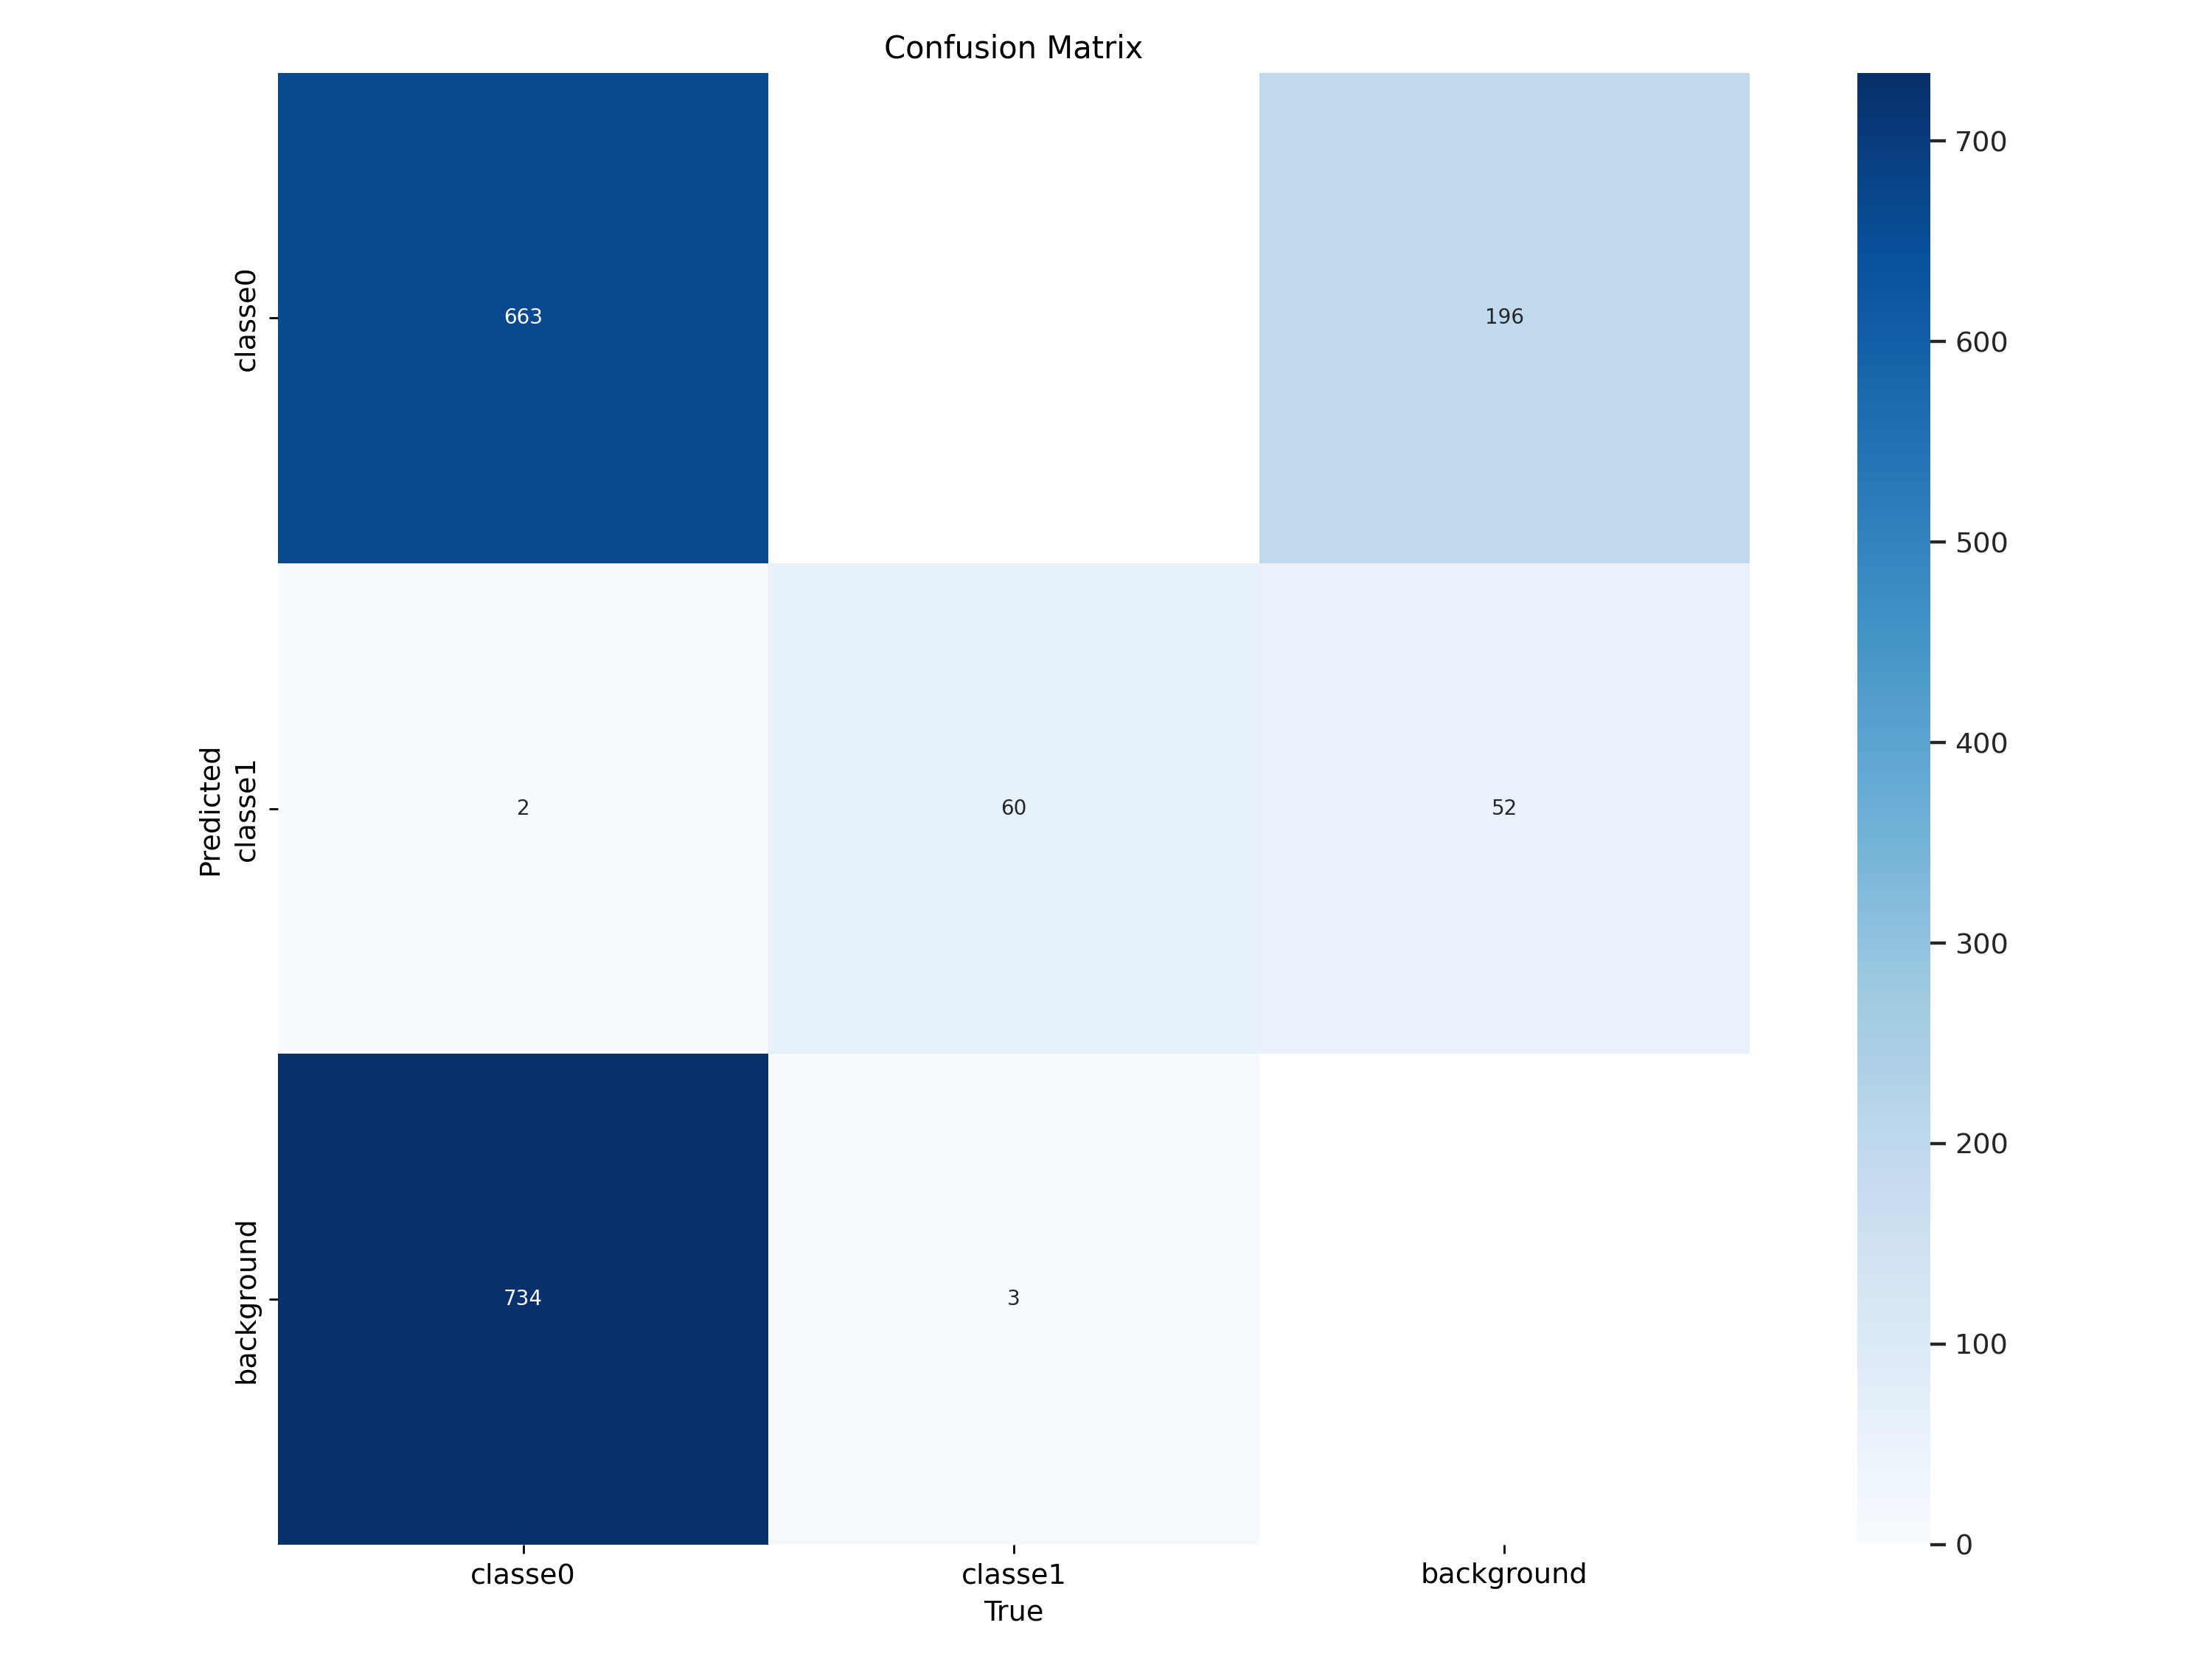 Confusion Matrix
classe0
663
196
700
600
500
400
300
200
100
0
Predicted
classe1
2
60
52
background
734
3
classe0
classe1
background
True